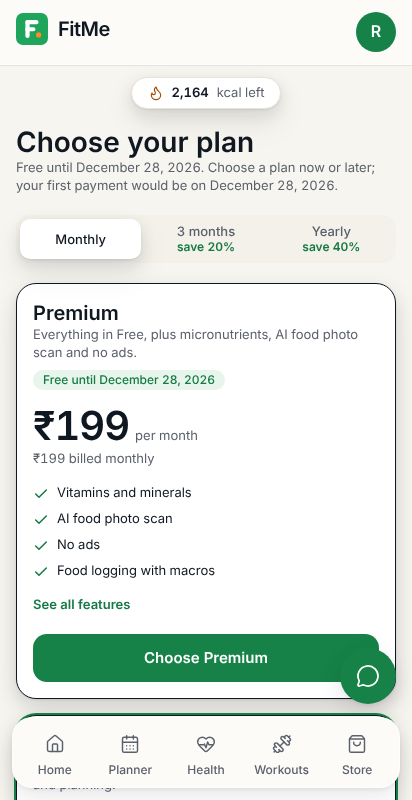 FitMe
R
2,164 kcal left
Choose your plan
Free until December 28, 2026. Choose a plan now or later;
your first payment would be on December 28, 2026.
Monthly
3 months
save 20%
Yearly
save 40%
Premium
Everything in Free, plus micronutrients, AI food photo
scan and no ads.
Free until December 28, 2026
₹199 per month
₹199 billed monthly
Vitamins and minerals
AI food photo scan
No ads
Food logging with macros
See all features
Choose Premium
Home
Planner
Health
Workouts
Store
and planning.